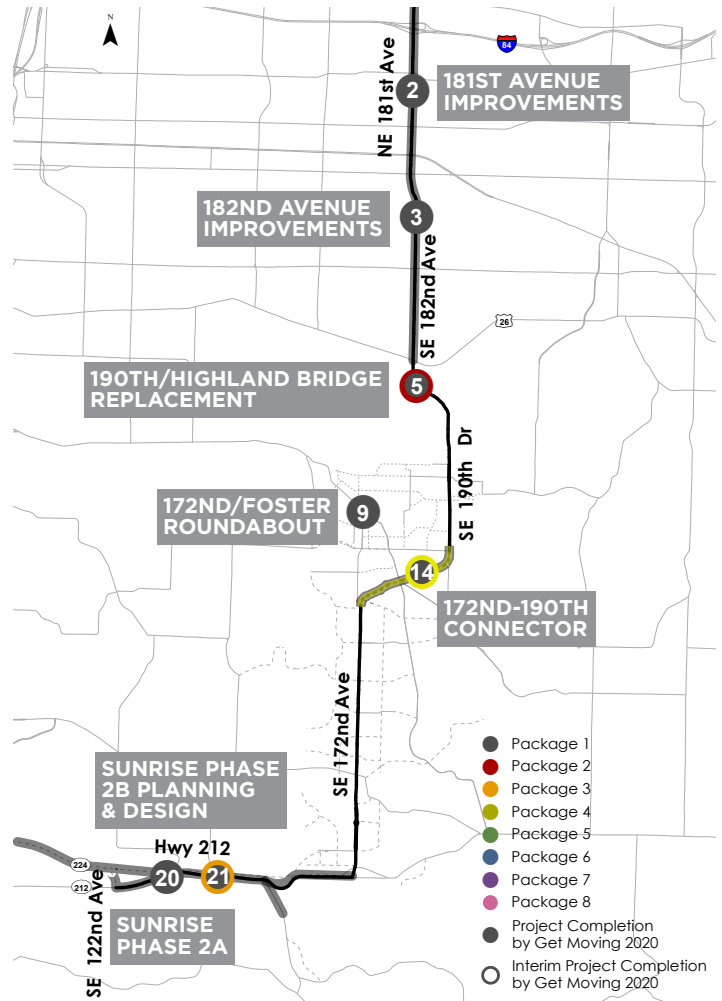 N
84
2
NE 181st Ave
181ST AVENUE
IMPROVEMENTS
182ND AVENUE
IMPROVEMENTS
3
SE 182nd Ave
26
190TH/HIGHLAND BRIDGE
REPLACEMENT
5
SE 190th Dr
172ND/FOSTER
ROUNDABOUT
9
14
172ND-190TH
CONNECTOR
SE 172nd Ave
SUNRISE PHASE
2B PLANNING
& DESIGN
Hwy 212
224
212
20
21
SE 122nd Ave
SUNRISE
PHASE 2A
Package 1
Package 2
Package 3
Package 4
Package 5
Package 6
Package 7
Package 8
Project Completion
by Get Moving 2020
Interim Project Completion
by Get Moving 2020